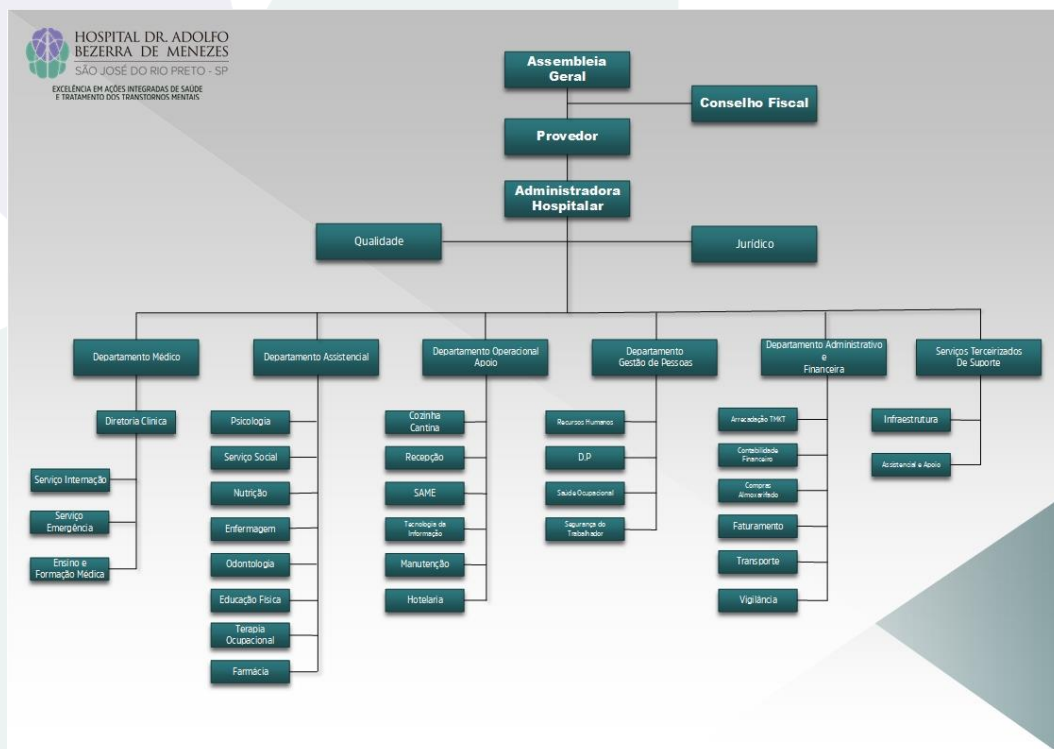 HOSPITAL DR. ADOLFO
BEZERRA DE MENEZES
SÃO JOSÉ DO RIO PRETO - SP
EXCELÊNCIA EM AÇÕES INTEGRADAS DE SAÚDE
E TRATAMENTO DOS TRANSTORNOS MENTAIS
Assembleia
Geral
Conselho Fiscal
Provedor
Administradora
Hospitalar
Qualidade
Jurídico
Departamento Médico
Diretoria Clínica
Serviço Internação
Serviço
Emergência
Ensino e
Formação Médica
Departamento Assistencial
Psicologia
Serviço Social
Nutrição
Enfermagem
Odontologia
Educação Física
Terapia
Ocupacional
Farmácia
Departamento Operacional
Apoio
Cozinha
Cantina
Recepção
SAME
Tecnologia da
Informação
Manutenção
Hotelaria
Departamento
Gestão de Pessoas
Recursos Humanos
D.P
Saúde Ocupacional
Segurança do
Trabalhador
Departamento Administrativo
e
Financeira
Arrecadação TMKT
Contabilidade
Financeiro
Compras
Almoxarifado
Faturamento
Transporte
Vigilância
Serviços Terceirizados
De Suporte
Infraestrutura
Assistencial e Apoio